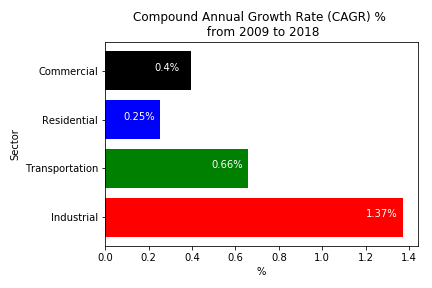 Compound Annual Growth Rate (CAGR) %
from 2009 to 2018
Commercial
0.4%
Residential
0.25%
Sector
Transportation
0.66%
Industrial
1.37%
0.0 0.2 0.4 0.6 0.8 1.0 1.2 1.4
%